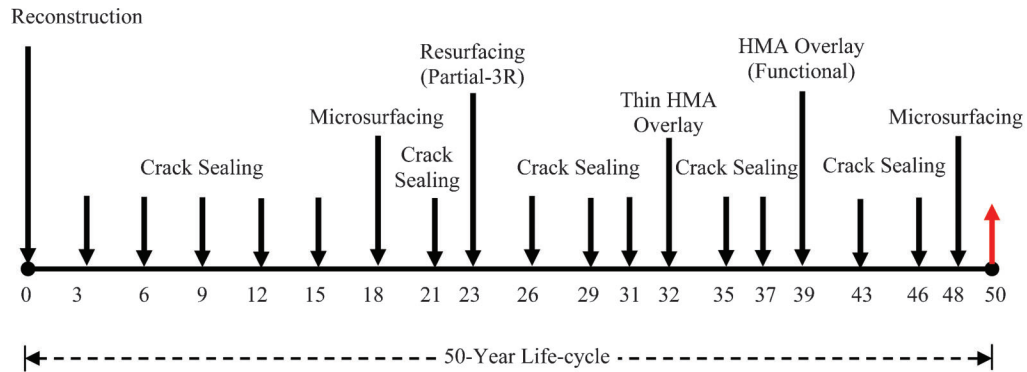 Reconstruction
Resurfacing
(Partial-3R)
HMA Overlay
(Functional)
Thin HMA
Overlay
Microsurfacing
Microsurfacing
Crack Sealing
Crack
Sealing
Crack Sealing
Crack Sealing
Crack Sealing
0 3 6 9 12 15 18 21 23 26 29 31 32 35 37 39 43 46 48 50
50-Year Life-cycle